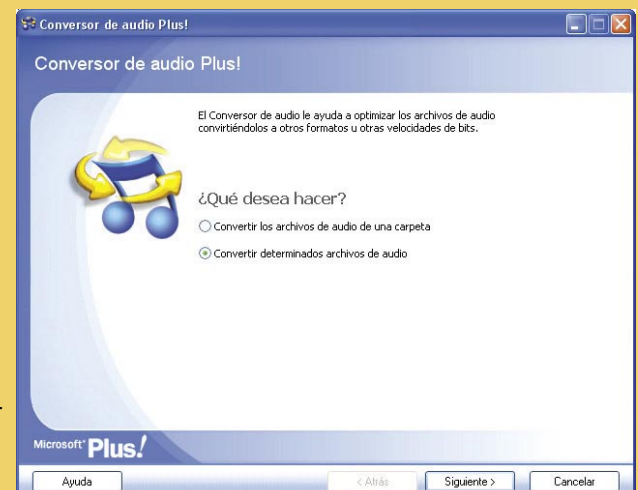 Conversor de audio Plus!
Conversor de audio Plus!
El Conversor de audio le ayuda a optimizar los archivos de audio
convirtiéndolos a otros formatos u otras velocidades de bits.
¿Qué desea hacer?
Convertir los archivos de audio de una carpeta
Convertir determinados archivos de audio
Microsoft® Plus!
Ayuda
< Atrás
Siguiente >
Cancelar